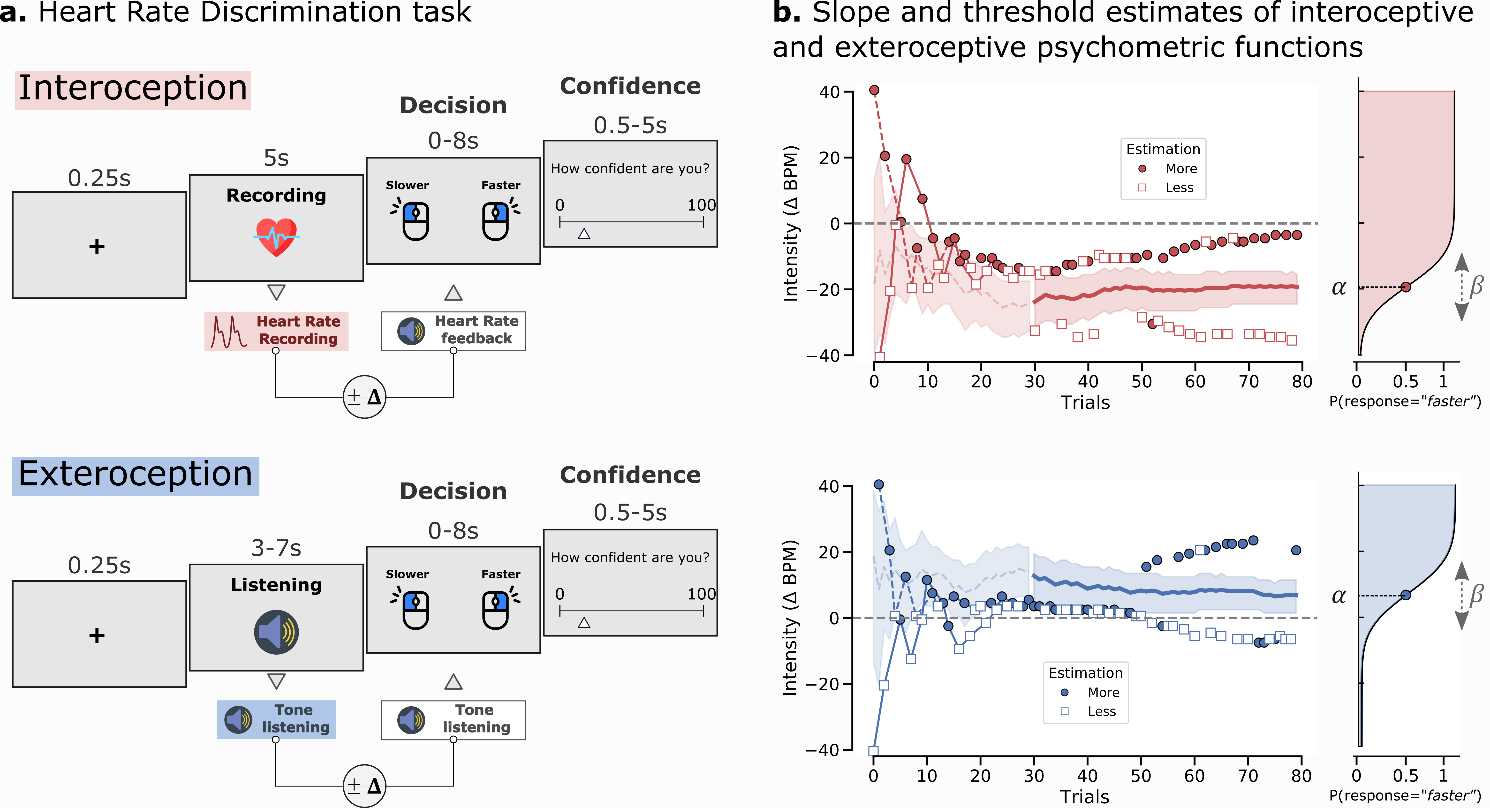 a. Heart Rate Discrimination task
Interoception
0.25s
+
5s
Recording
Heart Rate
Recording
Decision
0-8s
Slower
Faster
Heart Rate
feedback
Confidence
0.5-5s
How confident are you?
0
100
± Δ
Exteroception
0.25s
+
3-7s
Listening
Tone
listening
Decision
0-8s
Slower
Faster
Tone
listening
Confidence
0.5-5s
How confident are you?
0
100
± Δ
b. Slope and threshold estimates of interoceptive
and exteroceptive psychometric functions
Intensity (Δ BPM)
40
20
0
−20
−40
Estimation
More
Less
0 10 20 30 40 50 60 70 80
Trials
α
β
0 0.5 1
P(response="faster")
Intensity (Δ BPM)
40
20
0
−20
−40
Estimation
More
Less
0 10 20 30 40 50 60 70 80
Trials
α
β
0 0.5 1
P(response="faster")